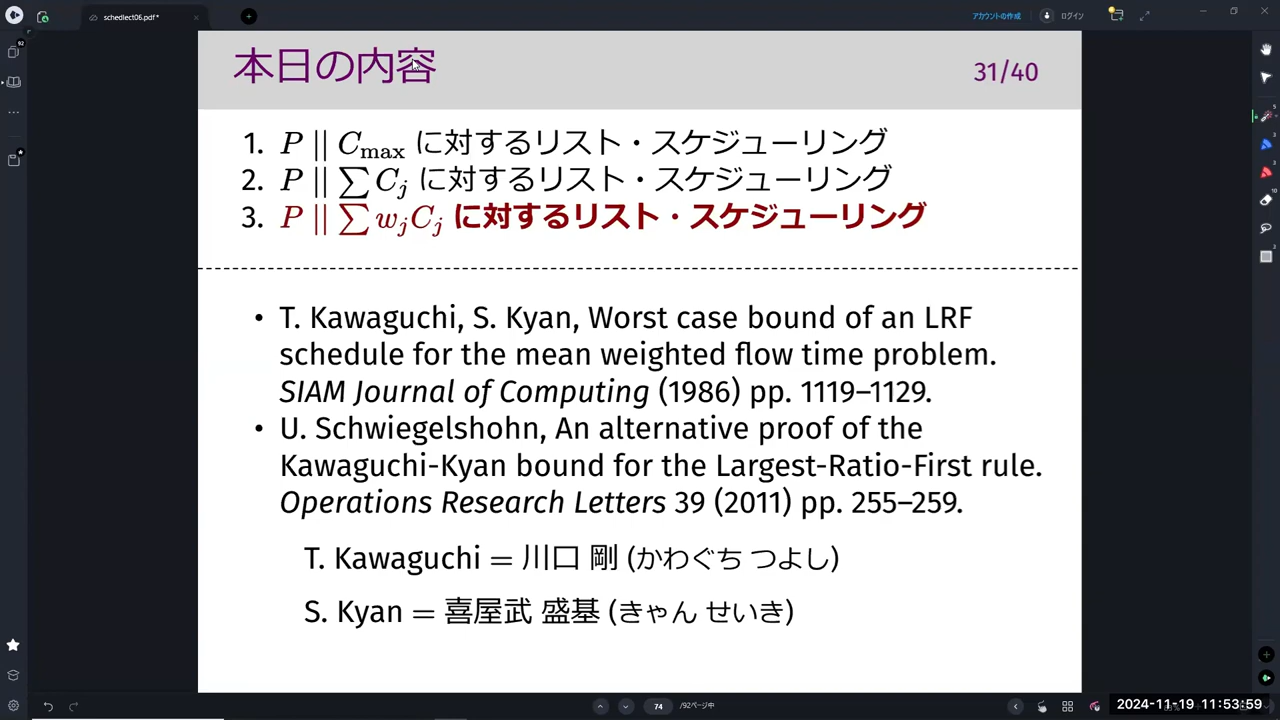 schedlect06.pdf*
アカウントの作成
ログイン
92
本日の内容
31/40
1. P || C_max に対するリスト・スケジューリング
2. P || ∑ C_j に対するリスト・スケジューリング
3. P || ∑ w_jC_j に対するリスト・スケジューリング
• T. Kawaguchi, S. Kyan, Worst case bound of an LRF
schedule for the mean weighted flow time problem.
SIAM Journal of Computing (1986) pp. 1119–1129.
• U. Schwiegelshohn, An alternative proof of the
Kawaguchi-Kyan bound for the Largest-Ratio-First rule.
Operations Research Letters 39 (2011) pp. 255–259.
T. Kawaguchi = 川口 剛 (かわぐち つよし)
S. Kyan = 喜屋武 盛基 (きゃん せいき)
74 /92ページ中
2024-11-19 11:53:59